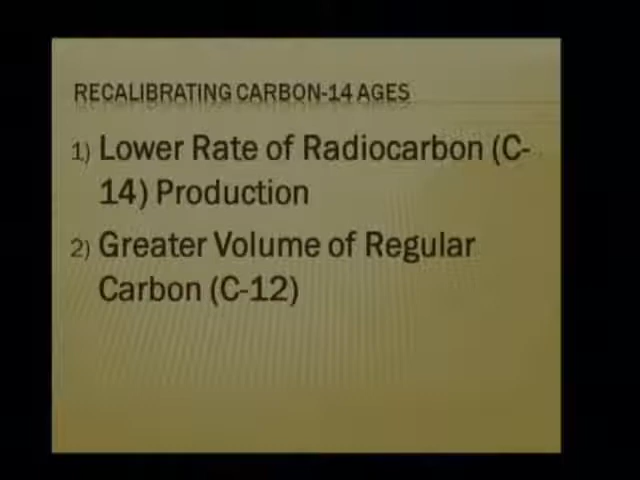 RECALIBRATING CARBON-14 AGES
1) Lower Rate of Radiocarbon (C-
14) Production
2) Greater Volume of Regular
Carbon (C-12)